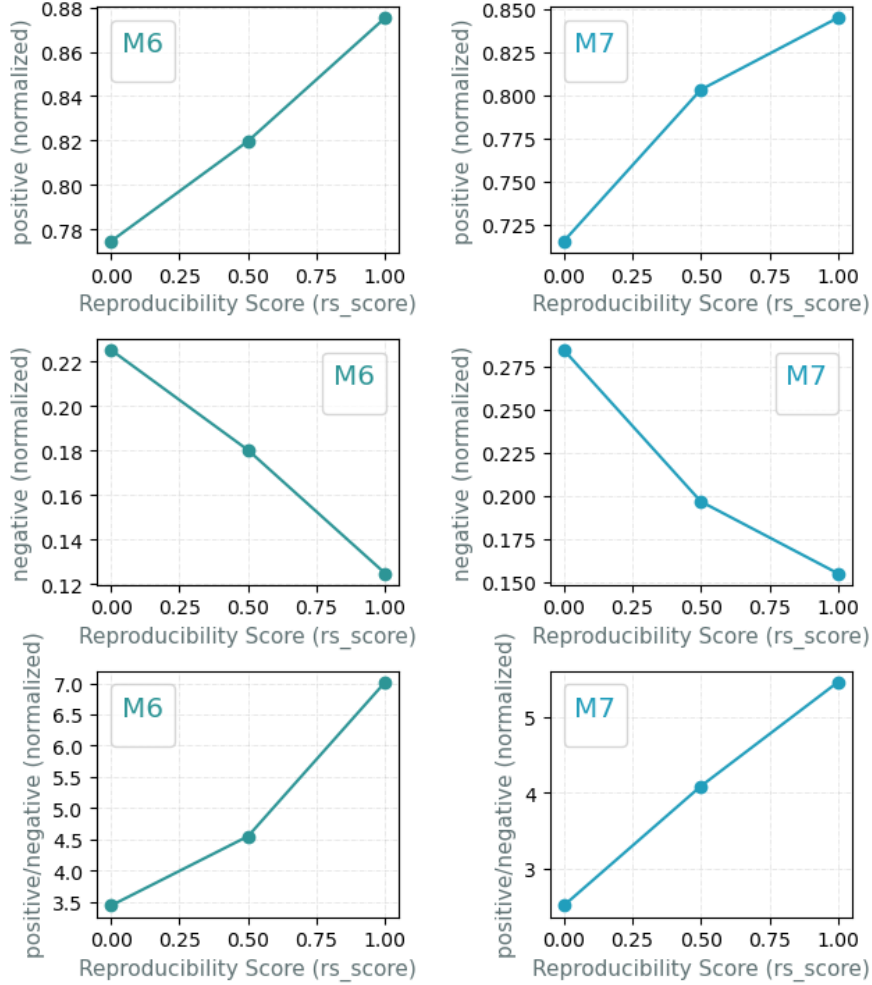 M6
positive (normalized)
0.88
0.86
0.84
0.82
0.80
0.78
0.00 0.25 0.50 0.75 1.00
Reproducibility Score (rs_score)
M7
positive (normalized)
0.850
0.825
0.800
0.775
0.750
0.725
0.00 0.25 0.50 0.75 1.00
Reproducibility Score (rs_score)
M6
negative (normalized)
0.22
0.20
0.18
0.16
0.14
0.12
0.00 0.25 0.50 0.75 1.00
Reproducibility Score (rs_score)
M7
negative (normalized)
0.275
0.250
0.225
0.200
0.175
0.150
0.00 0.25 0.50 0.75 1.00
Reproducibility Score (rs_score)
M6
positive/negative (normalized)
7.0
6.5
6.0
5.5
5.0
4.5
4.0
3.5
0.00 0.25 0.50 0.75 1.00
Reproducibility Score (rs_score)
M7
positive/negative (normalized)
5
4
3
0.00 0.25 0.50 0.75 1.00
Reproducibility Score (rs_score)